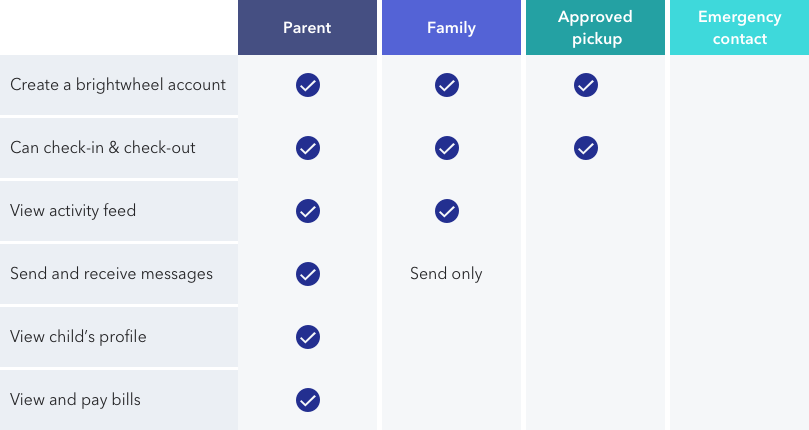 Parent
Family
Approved
pickup
Emergency
contact
Create a brightwheel account
Can check-in & check-out
View activity feed
Send and receive messages
Send only
View child’s profile
View and pay bills